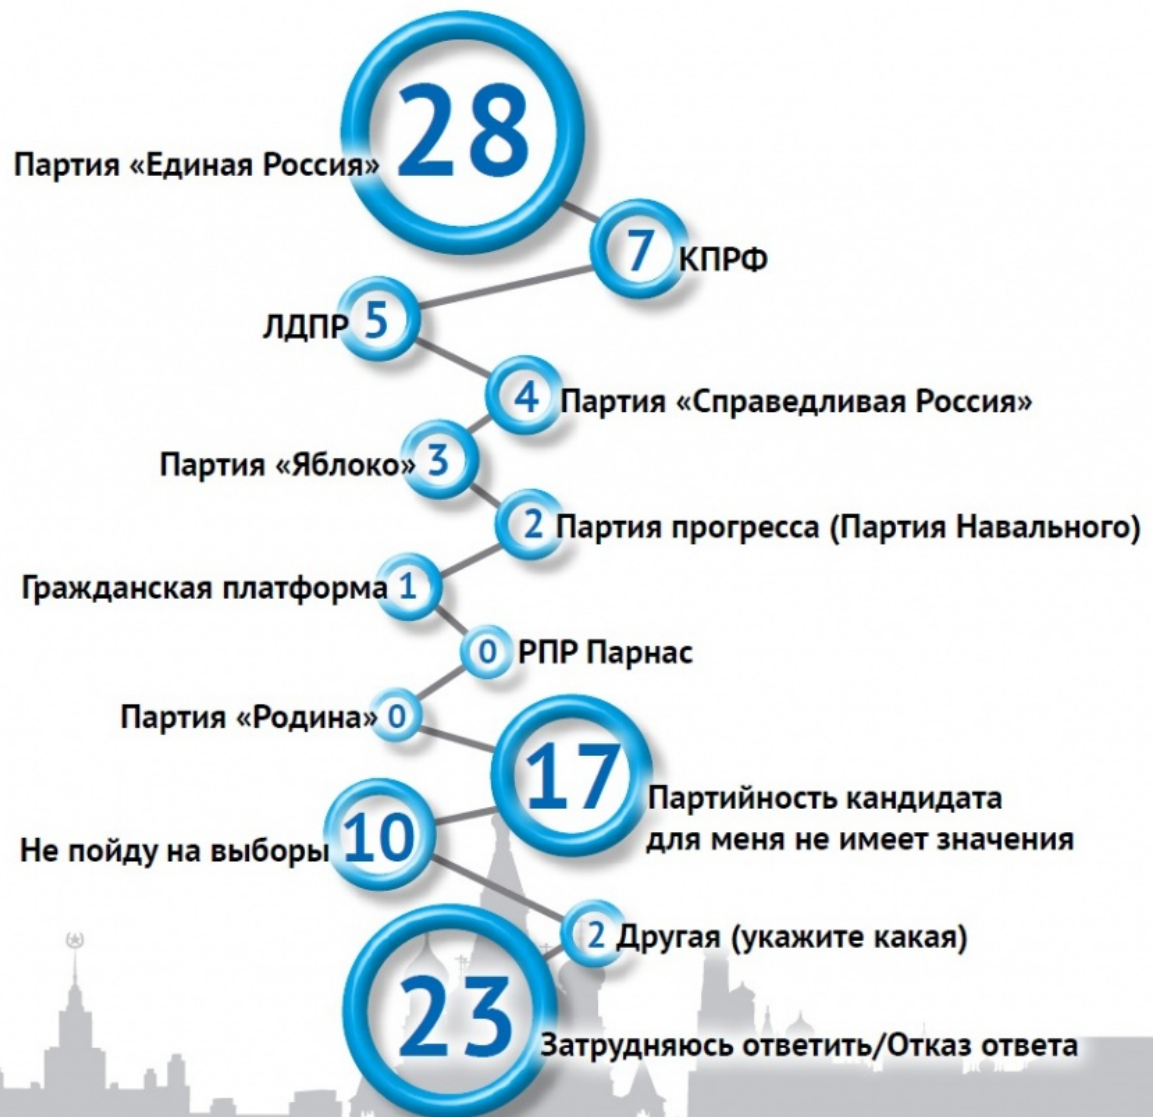 28
Партия «Единая Россия»
7
КПРФ
ЛДПР
5
4
Партия «Справедливая Россия»
Партия «Яблоко»
3
2
Партия прогресса (Партия Навального)
Гражданская платформа
1
0
РПР Парнас
Партия «Родина»
0
17
Партийность кандидата
для меня не имеет значения
Не пойду на выборы
10
2
Другая (укажите какая)
23
Затрудняюсь ответить/Отказ ответа